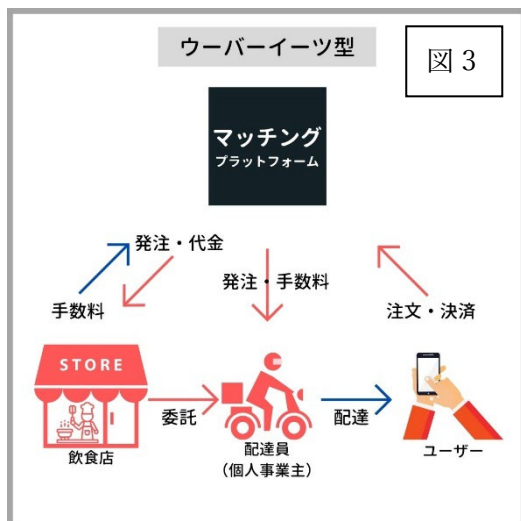 ウーバーイーツ型
図3
マッチング
プラットフォーム
発注・代金
発注・手数料
手数料
注文・決済
STORE
委託
配達
飲食店
配達員
（個人事業主）
ユーザー